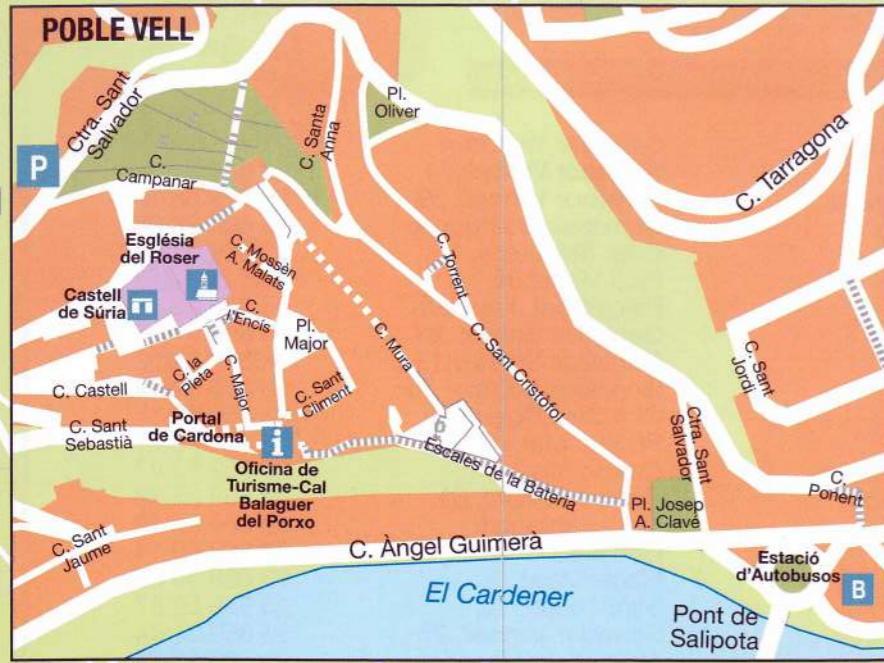 POBLE VELL
Ctra. Sant
Salvador
P
C.
Campanar
C. Santa
Anna
Pl.
Oliver
C. Tarragona
Església
del Roser
C. Mossèn
A. Malats
Castell
de Súria
C.
l'Encís
Pl.
Major
C. Torrent
C. Mura
C. Sant Cristòfol
C. Sant
Jordi
C. la
Pleta
C. Major
C. Sant
Climent
C. Castell
C. Sant
Sebastià
Portal
de Cardona
i
Oficina de
Turisme-Cal
Balaguer
del Porxo
Escales de la Bateria
Ctra. Sant
Salvador
Pl. Josep
A. Clavé
C.
Ponent
C. Sant
Jaume
C. Àngel Guimerà
Estació
d'Autobusos
B
El Cardener
Pont de
Salipota